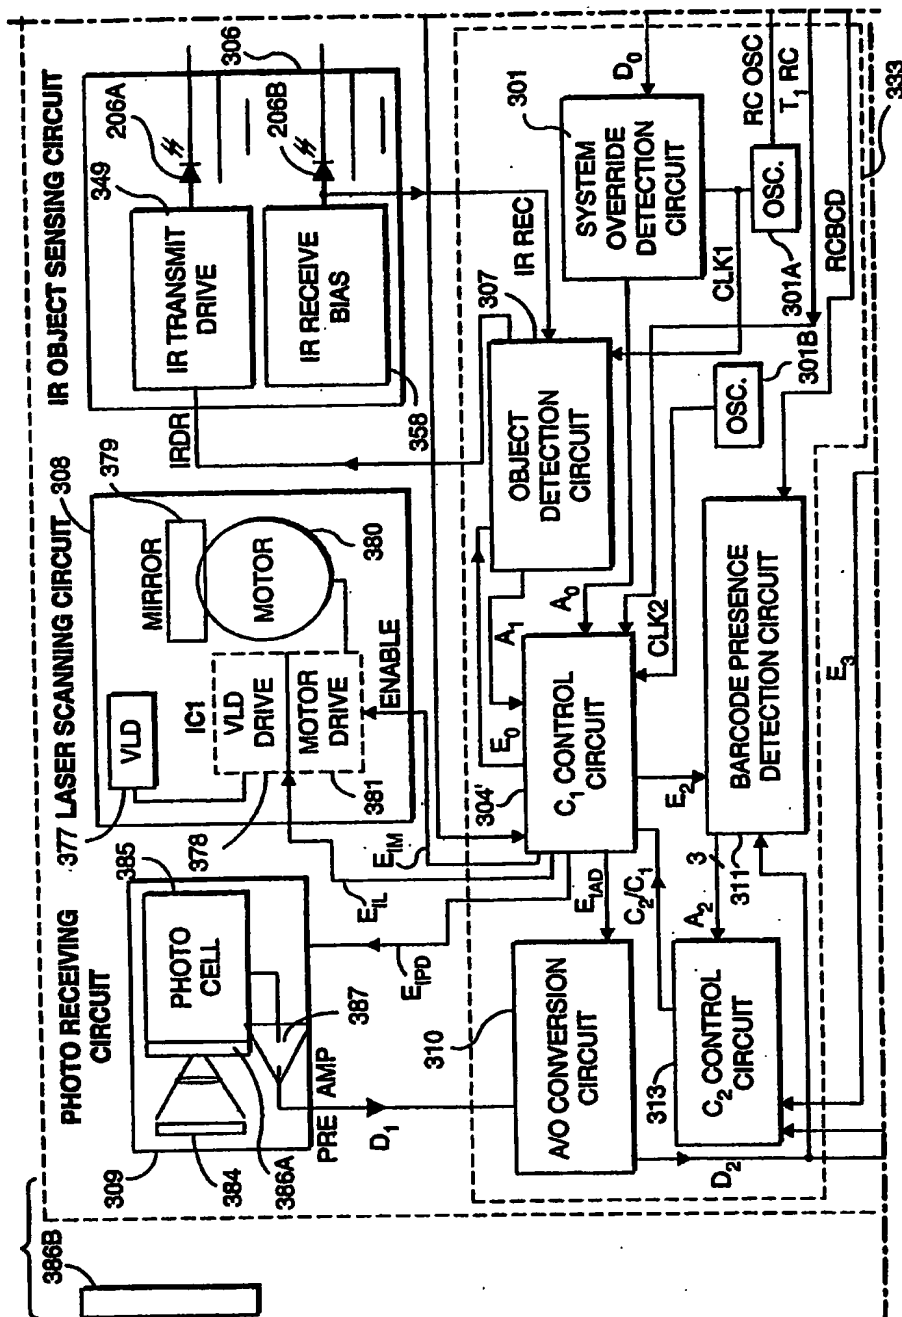 386B
PHOTO RECEIVING
CIRCUIT
309
384
386A
385
PHOTO
CELL
387
PRE AMP
D1
EIPD
377 LASER SCANNING CIRCUIT 308
VLD
378
IC1
VLD
DRIVE
MOTOR
DRIVE
381
MIRROR
379
MOTOR
380
ENABLE
EIL
EIM
IR OBJECT SENSING CIRCUIT
349
206A
306
IR TRANSMIT
DRIVE
206B
IR RECEIVE
BIAS
358
IRDR
310
A/O CONVERSION
CIRCUIT
EIAD
D2
304'
C1 CONTROL
CIRCUIT
E0
A1
A0
CLK2
C2/C1
E2
307
OBJECT
DETECTION
CIRCUIT
IR REC
301
SYSTEM
OVERRIDE
DETECTION
CIRCUIT
D0
CLK1
OSC.
301A
RC OSC
T1 RC
OSC.
301B
RCBCD
333
313
C2 CONTROL
CIRCUIT
A2
3
311
BARCODE PRESENCE
DETECTION CIRCUIT
E3